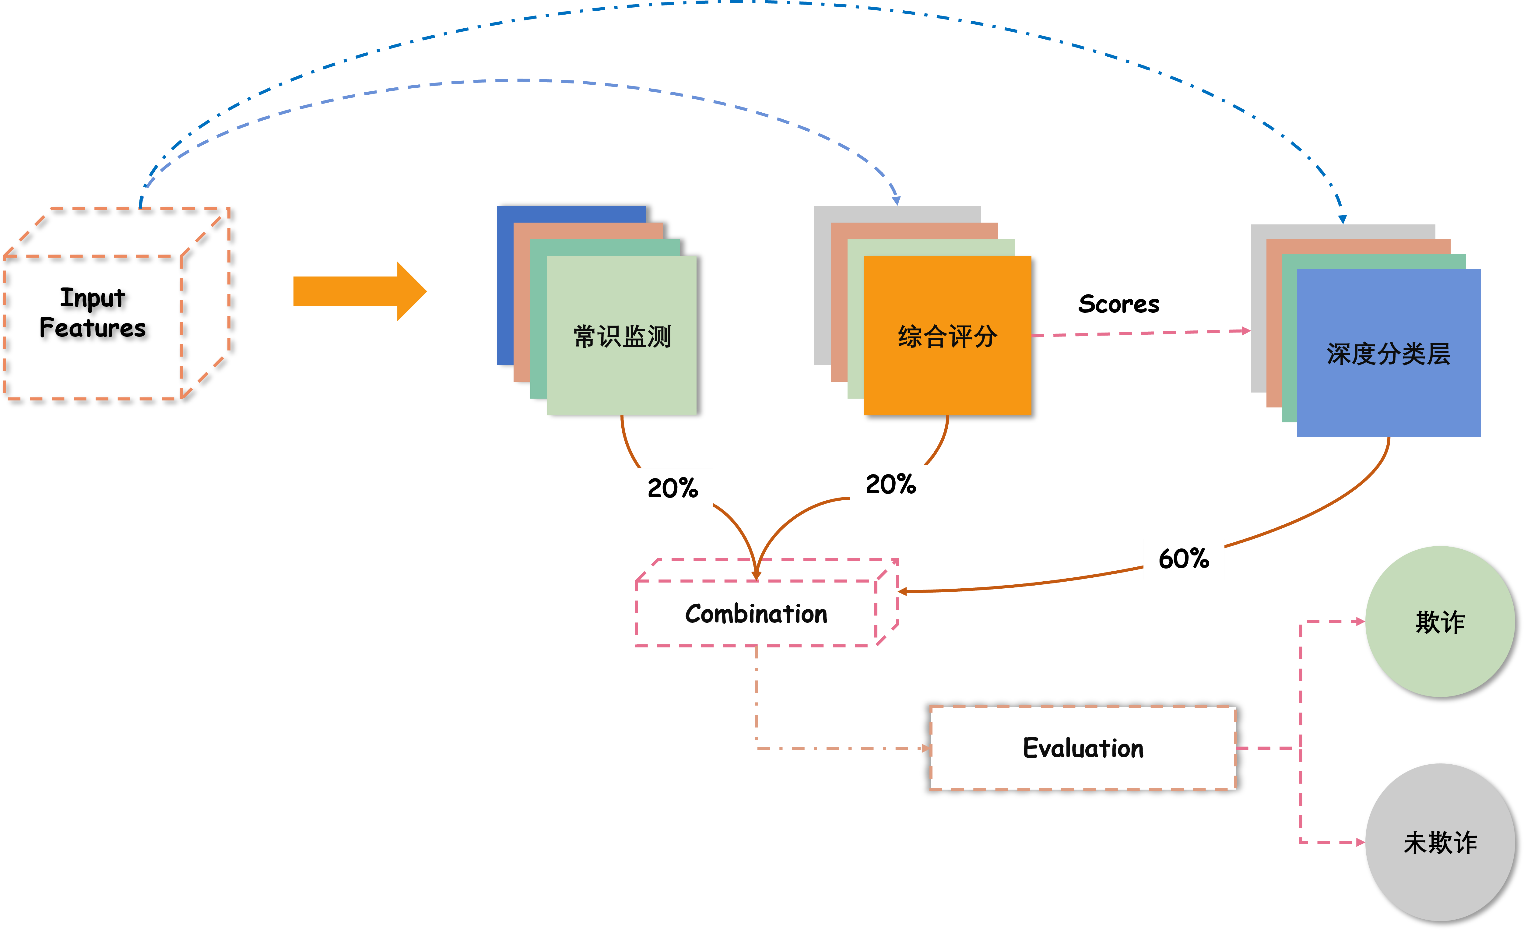 Input
Features
常识监测
综合评分
Scores
深度分类层
20%
20%
60%
Combination
欺诈
Evaluation
未欺诈